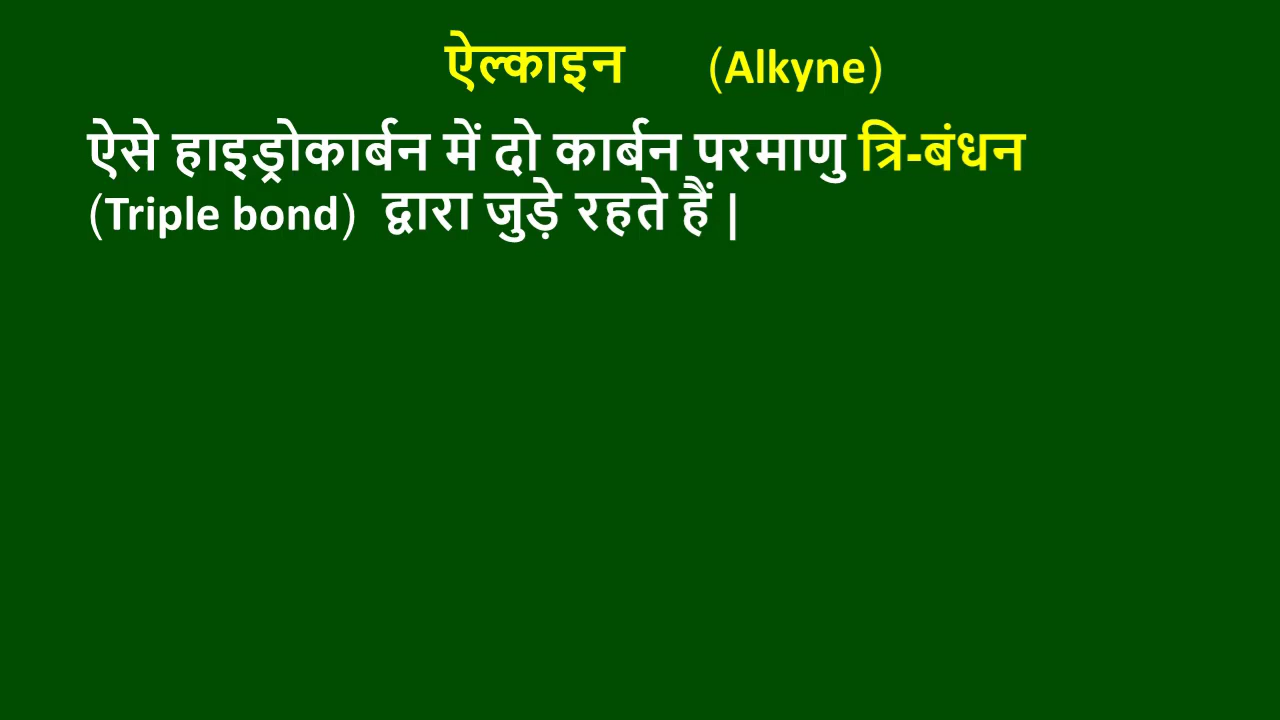 ऐल्काइन (Alkyne)
ऐसे हाइड्रोकार्बन में दो कार्बन परमाणु त्रि-बंधन
(Triple bond) द्वारा जुड़े रहते हैं |